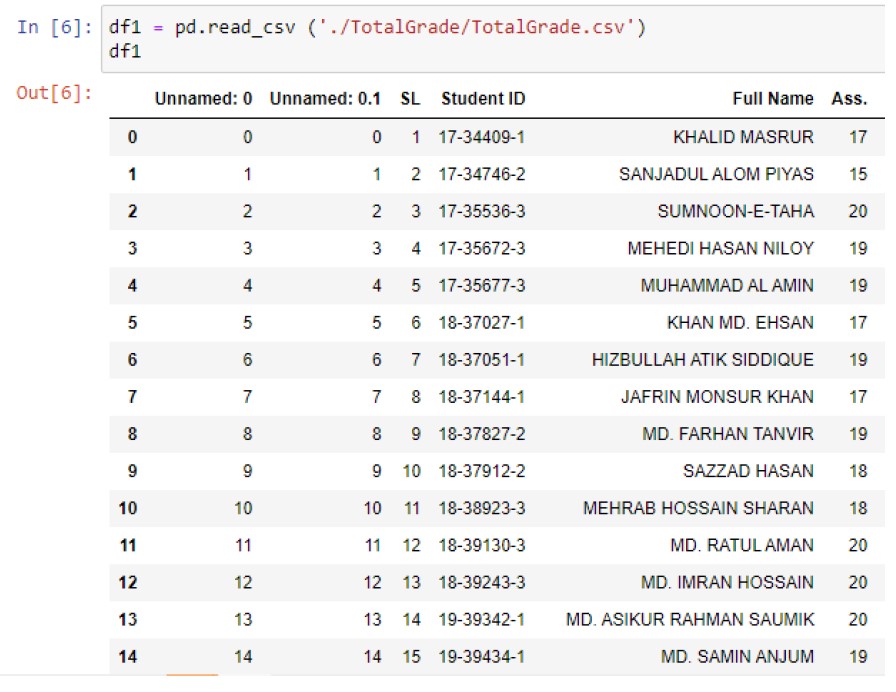 In [6]: df1 = pd.read_csv ('./TotalGrade/TotalGrade.csv')
df1
Out[6]:
Unnamed: 0 Unnamed: 0.1 SL Student ID Full Name Ass.
0 0 0 1 17-34409-1 KHALID MASRUR 17
1 1 1 2 17-34746-2 SANJADUL ALOM PIYAS 15
2 2 2 3 17-35536-3 SUMNOON-E-TAHA 20
3 3 3 4 17-35672-3 MEHEDI HASAN NILOY 19
4 4 4 5 17-35677-3 MUHAMMAD AL AMIN 19
5 5 5 6 18-37027-1 KHAN MD. EHSAN 17
6 6 6 7 18-37051-1 HIZBULLAH ATIK SIDDIQUE 19
7 7 7 8 18-37144-1 JAFRIN MONSUR KHAN 17
8 8 8 9 18-37827-2 MD. FARHAN TANVIR 19
9 9 9 10 18-37912-2 SAZZAD HASAN 18
10 10 10 11 18-38923-3 MEHRAB HOSSAIN SHARAN 18
11 11 11 12 18-39130-3 MD. RATUL AMAN 20
12 12 12 13 18-39243-3 MD. IMRAN HOSSAIN 20
13 13 13 14 19-39342-1 MD. ASIKUR RAHMAN SAUMIK 20
14 14 14 15 19-39434-1 MD. SAMIN ANJUM 19